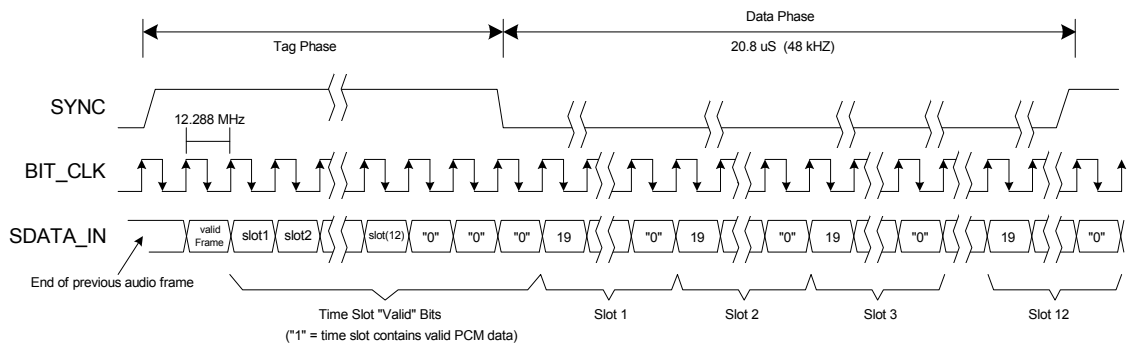 Data Phase
Tag Phase
20.8 uS (48 kHZ)
SYNC
12.288 MHz
BIT_CLK
SDATA_IN
valid Frame
slot1
slot2
slot(12)
"0"
"0"
"0"
19
"0"
19
"0"
19
"0"
19
"0"
End of previous audio frame
Time Slot "Valid" Bits
("1" = time slot contains valid PCM data)
Slot 1
Slot 2
Slot 3
Slot 12